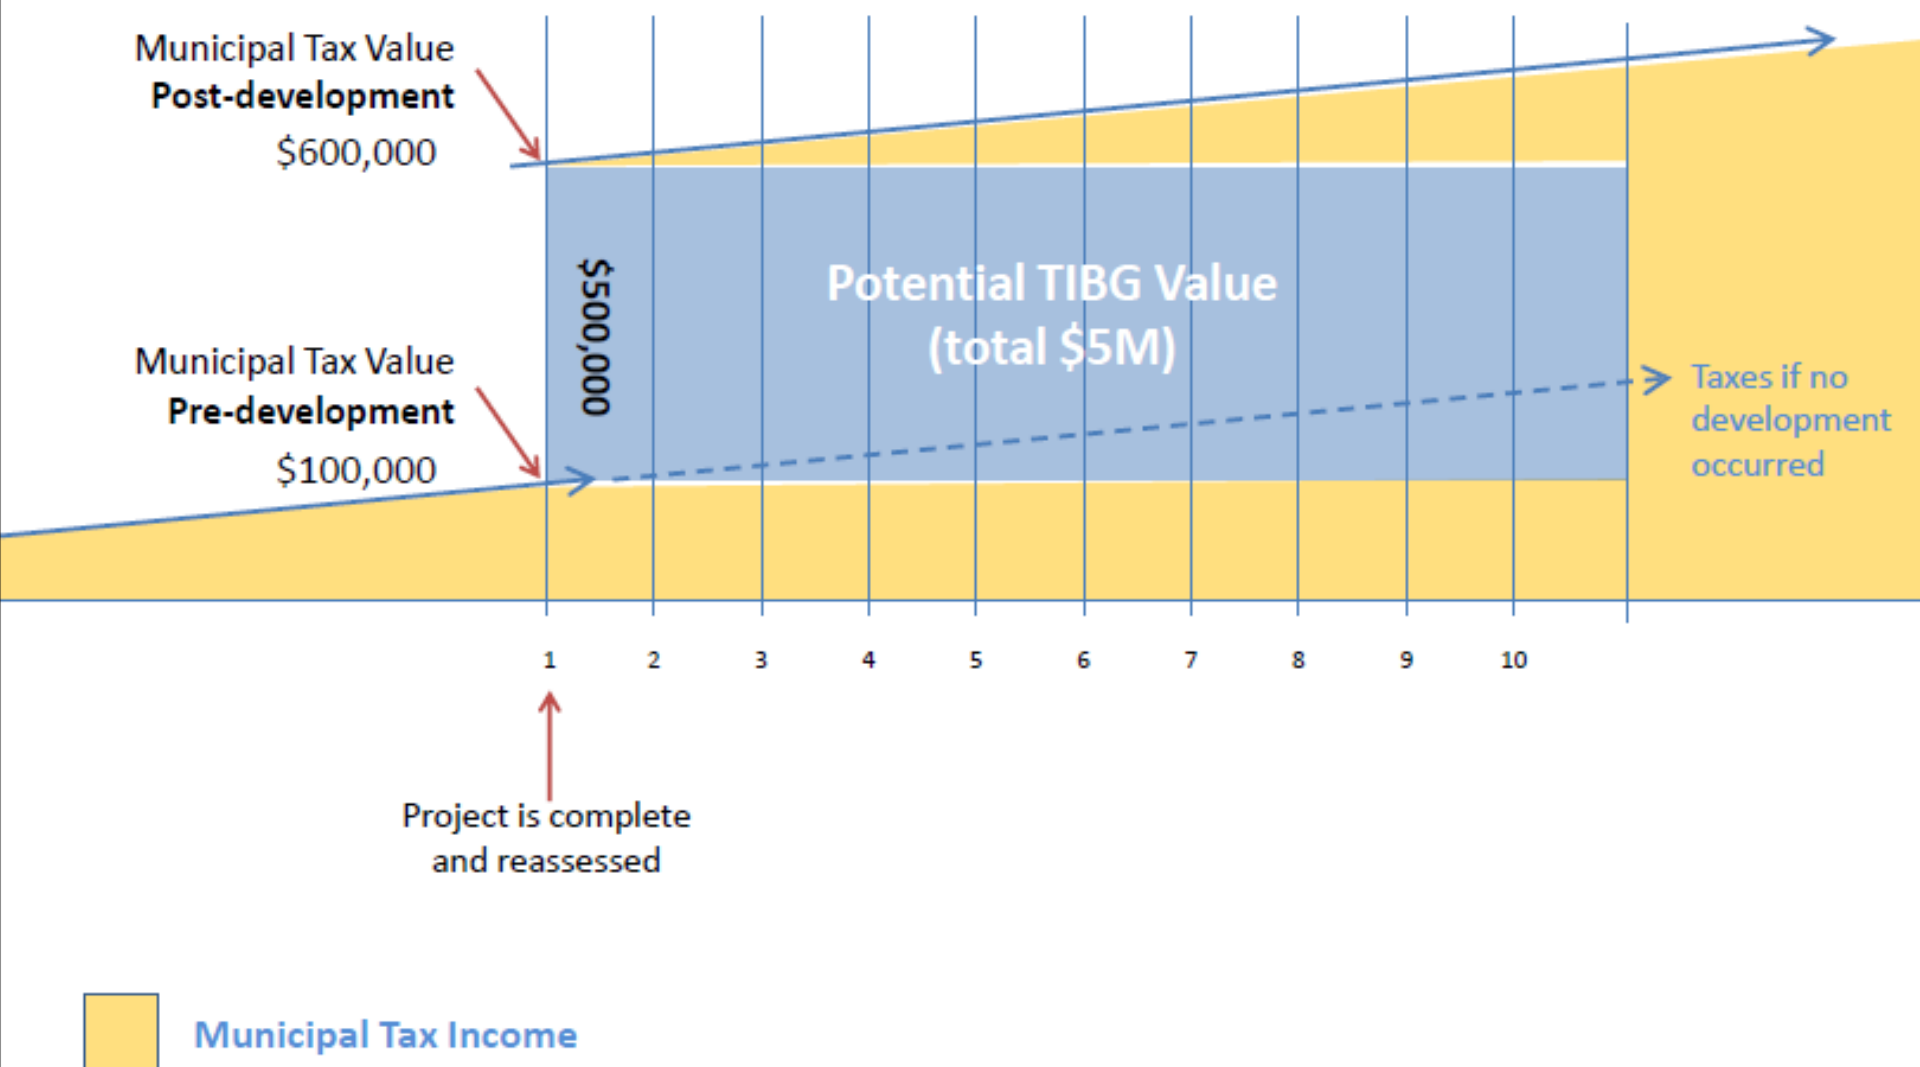 Municipal Tax Value
Post-development
$600,000
$500,000
Potential TIBG Value
(total $5M)
Municipal Tax Value
Pre-development
$100,000
Taxes if no
development
occurred
1 2 3 4 5 6 7 8 9 10
Project is complete
and reassessed
Municipal Tax Income